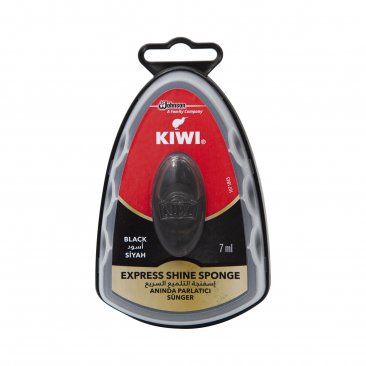 SC Johnson
A Family Company
KIWI®
KIWI
BLACK
أسود
SİYAH
7 ml
EXPRESS SHINE SPONGE
إسفنجة التلميع السريع
ANINDA PARLATICI
SÜNGER